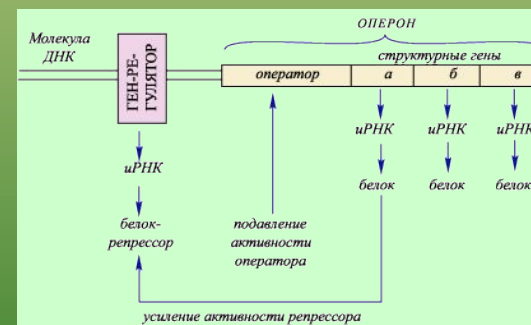 ОПЕРОН
Молекула
ДНК
ГЕН-РЕ-
ГУЛЯТОР
структурные гены
оператор
а
б
в
иРНК
иРНК
иРНК
иРНК
белок
белок
белок
белок-
репрессор
подавление
активности
оператора
усиление активности репрессора